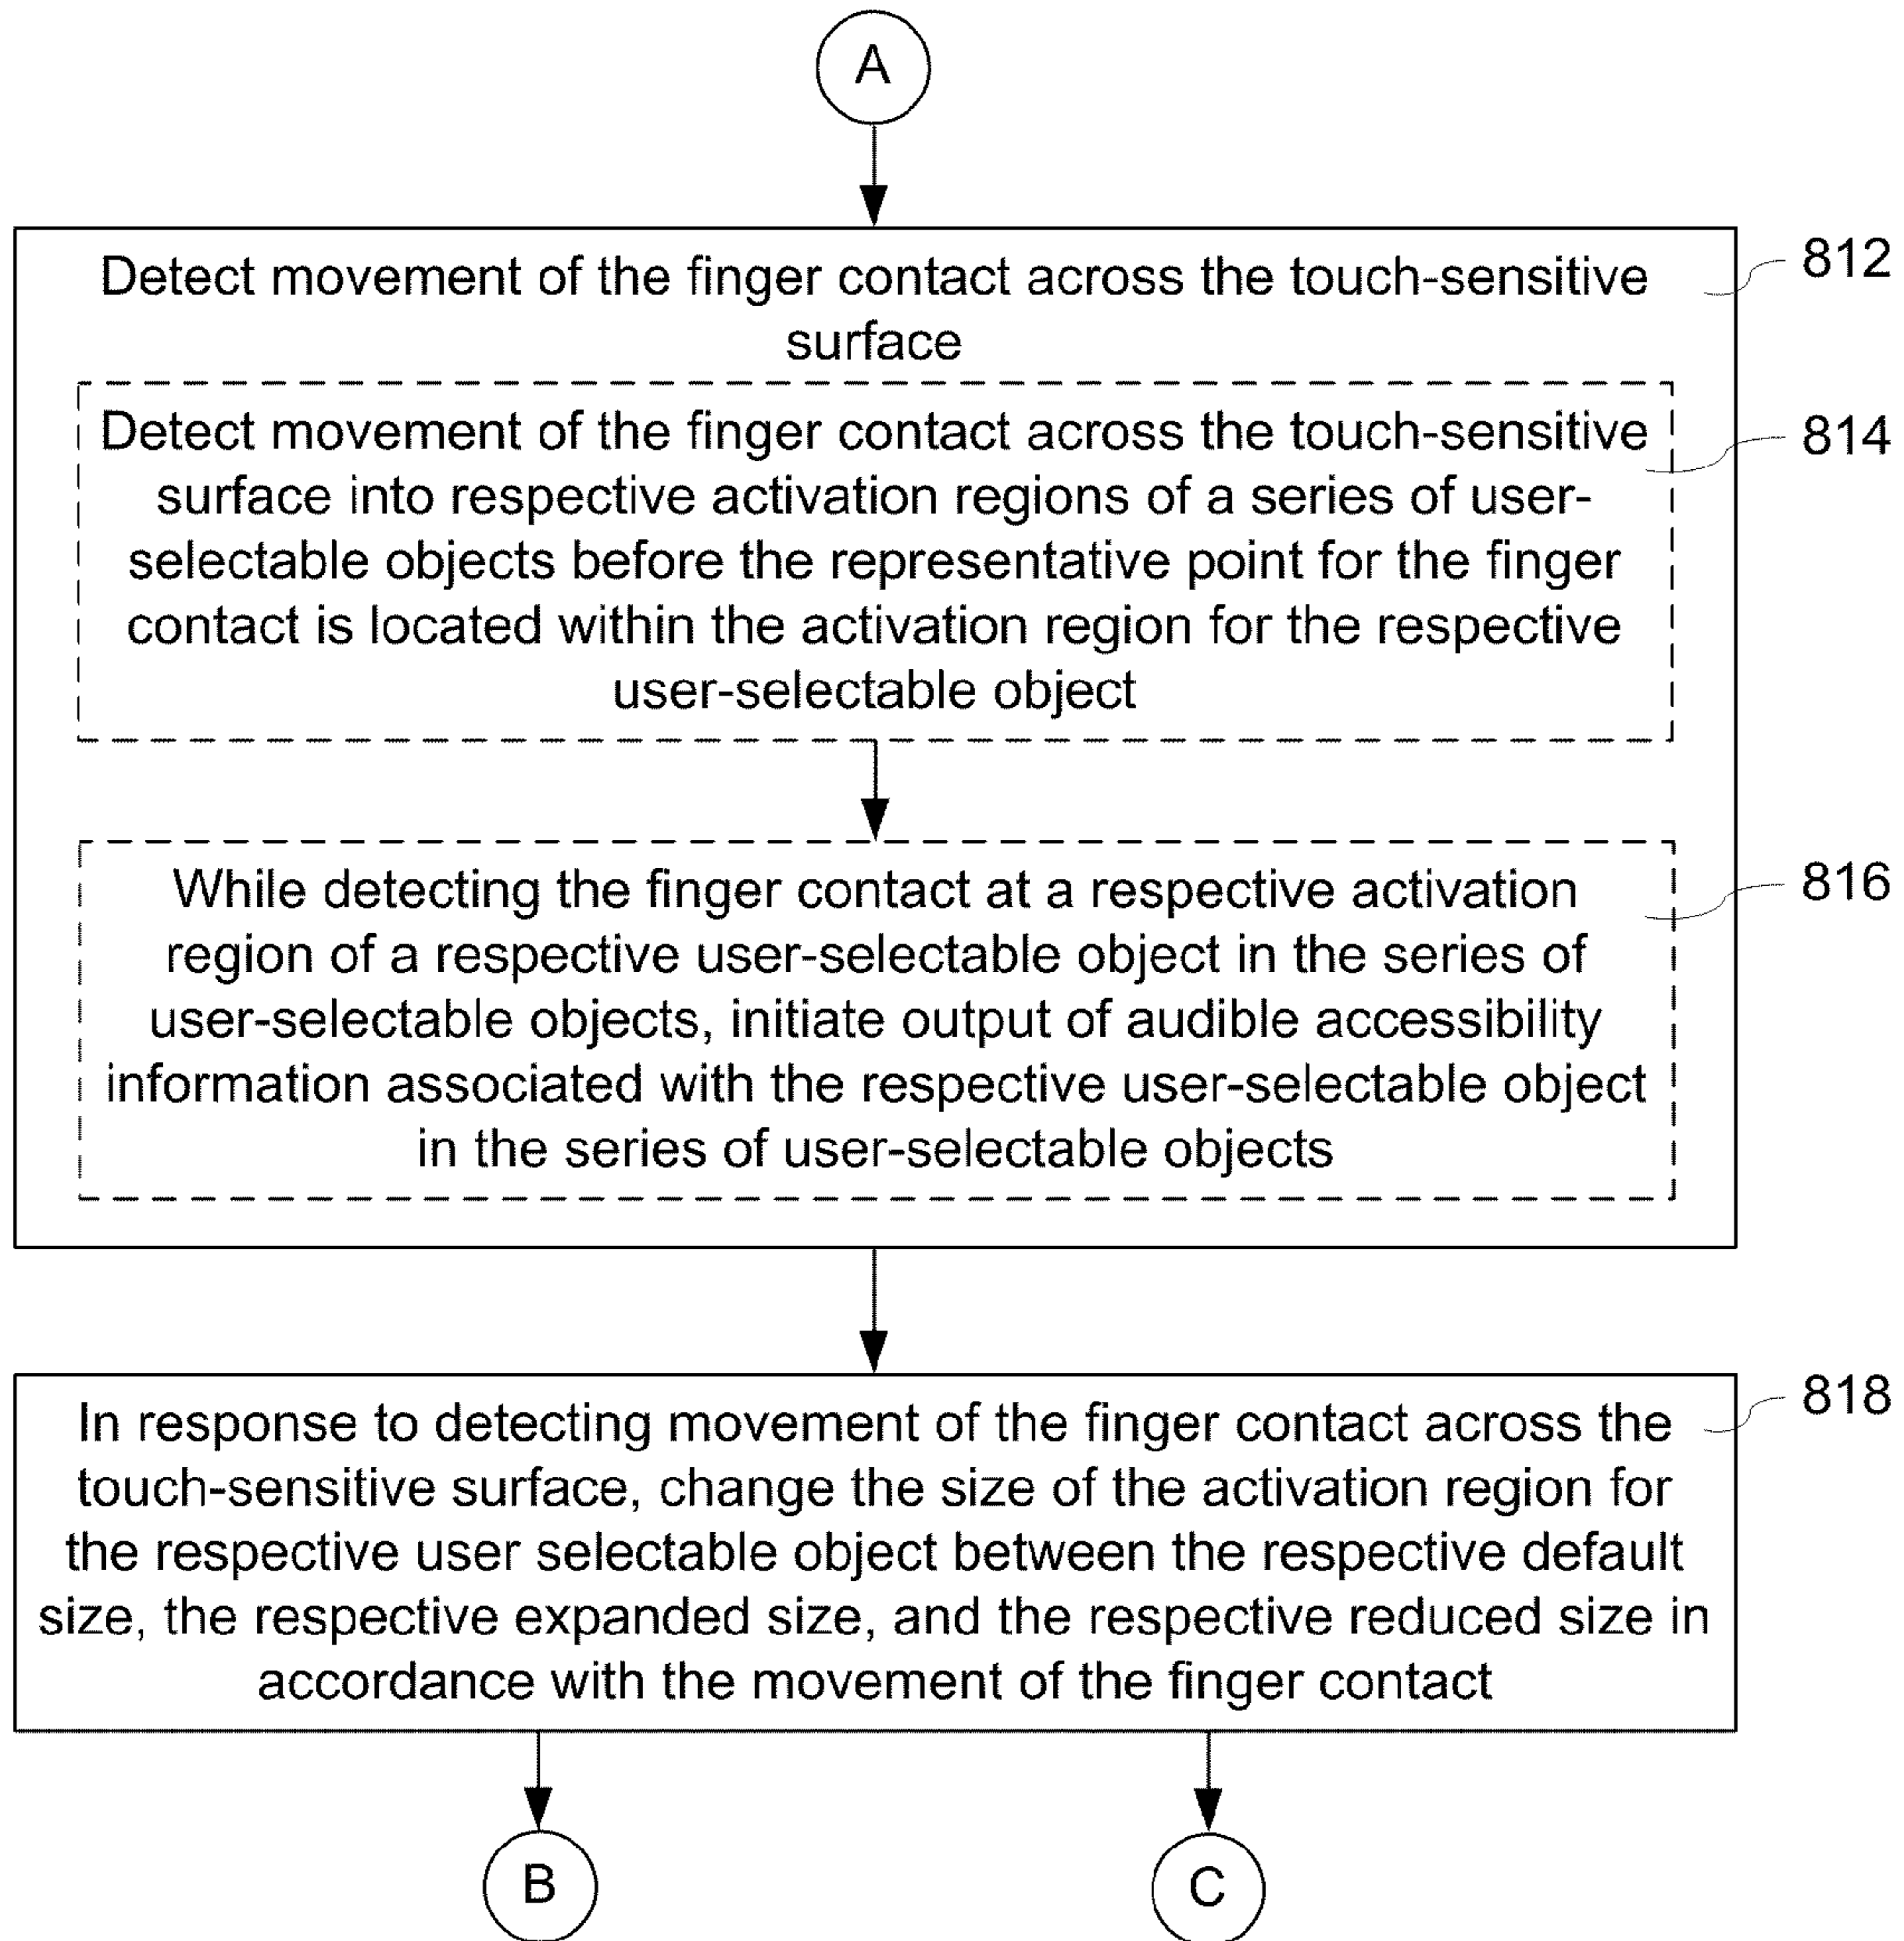 A
Detect movement of the finger contact across the touch-sensitive
surface
812
Detect movement of the finger contact across the touch-sensitive
surface into respective activation regions of a series of user-
selectable objects before the representative point for the finger
contact is located within the activation region for the respective
user-selectable object
814
While detecting the finger contact at a respective activation
region of a respective user-selectable object in the series of
user-selectable objects, initiate output of audible accessibility
information associated with the respective user-selectable object
in the series of user-selectable objects
816
In response to detecting movement of the finger contact across the
touch-sensitive surface, change the size of the activation region for
the respective user selectable object between the respective default
size, the respective expanded size, and the respective reduced size in
accordance with the movement of the finger contact
818
B
C